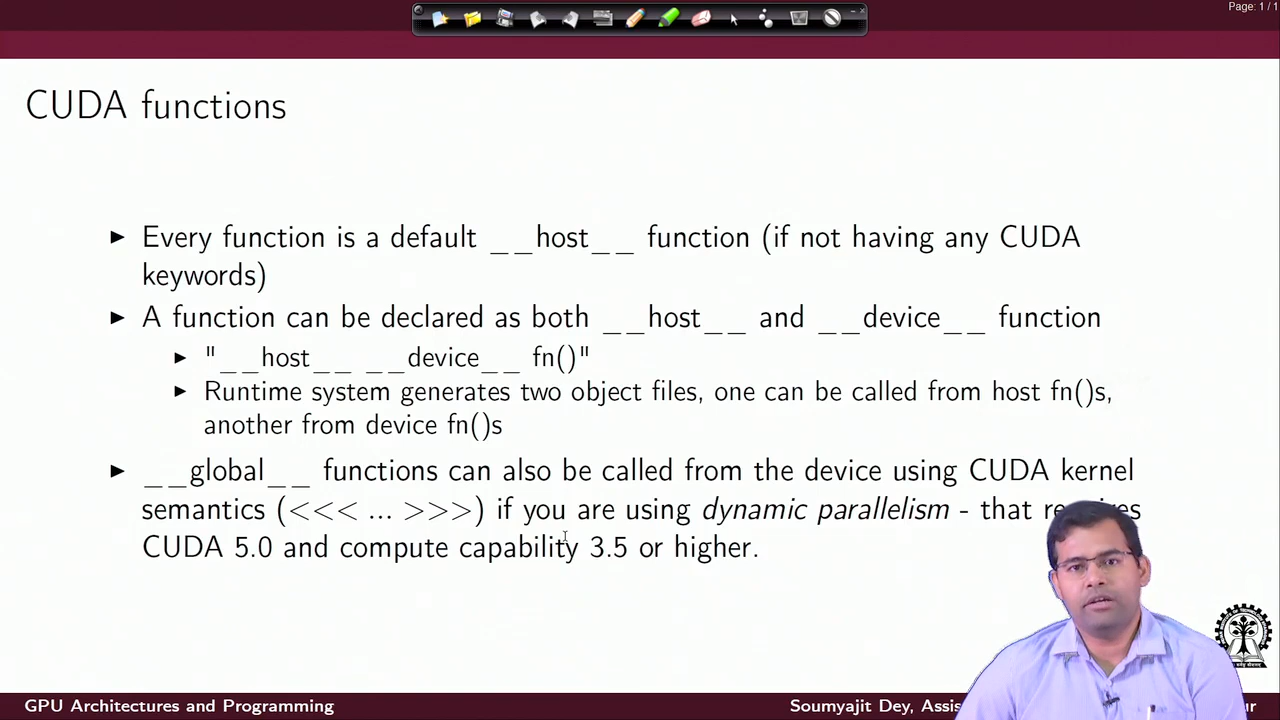 Page: 1 / 1
CUDA functions
▶ Every function is a default __host__ function (if not having any CUDA
keywords)
▶ A function can be declared as both __host__ and __device__ function
▶ "__host__ __device__ fn()"
▶ Runtime system generates two object files, one can be called from host fn()s,
another from device fn()s
▶ __global__ functions can also be called from the device using CUDA kernel
semantics (<<< ... >>>) if you are using dynamic parallelism - that
CUDA 5.0 and compute capability 3.5 or higher.
GPU Architectures and Programming
Soumyajit Dey,